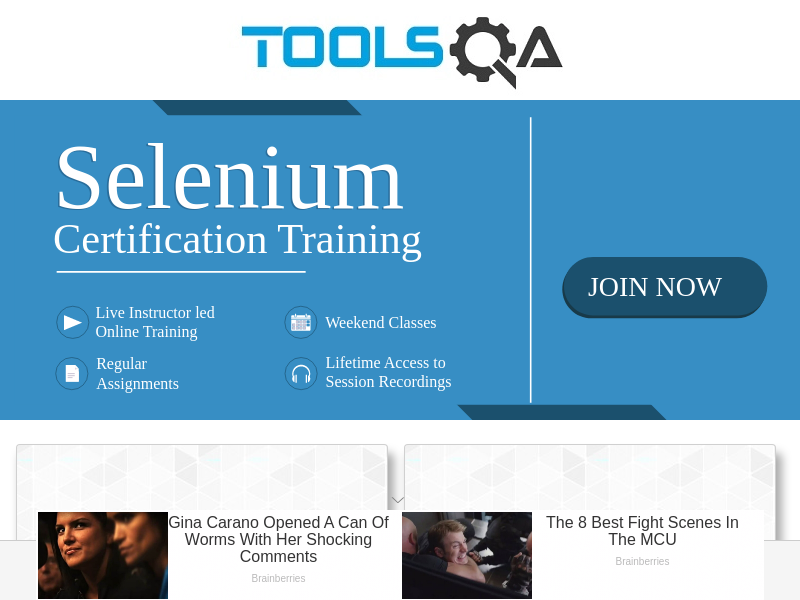 TOOLSQA
Selenium
Certification Training
Live Instructor led
Online Training
Weekend Classes
Regular
Assignments
Lifetime Access to
Session Recordings
JOIN NOW
Gina Carano Opened A Can Of
Worms With Her Shocking
Comments
Brainberries
The 8 Best Fight Scenes In
The MCU
Brainberries